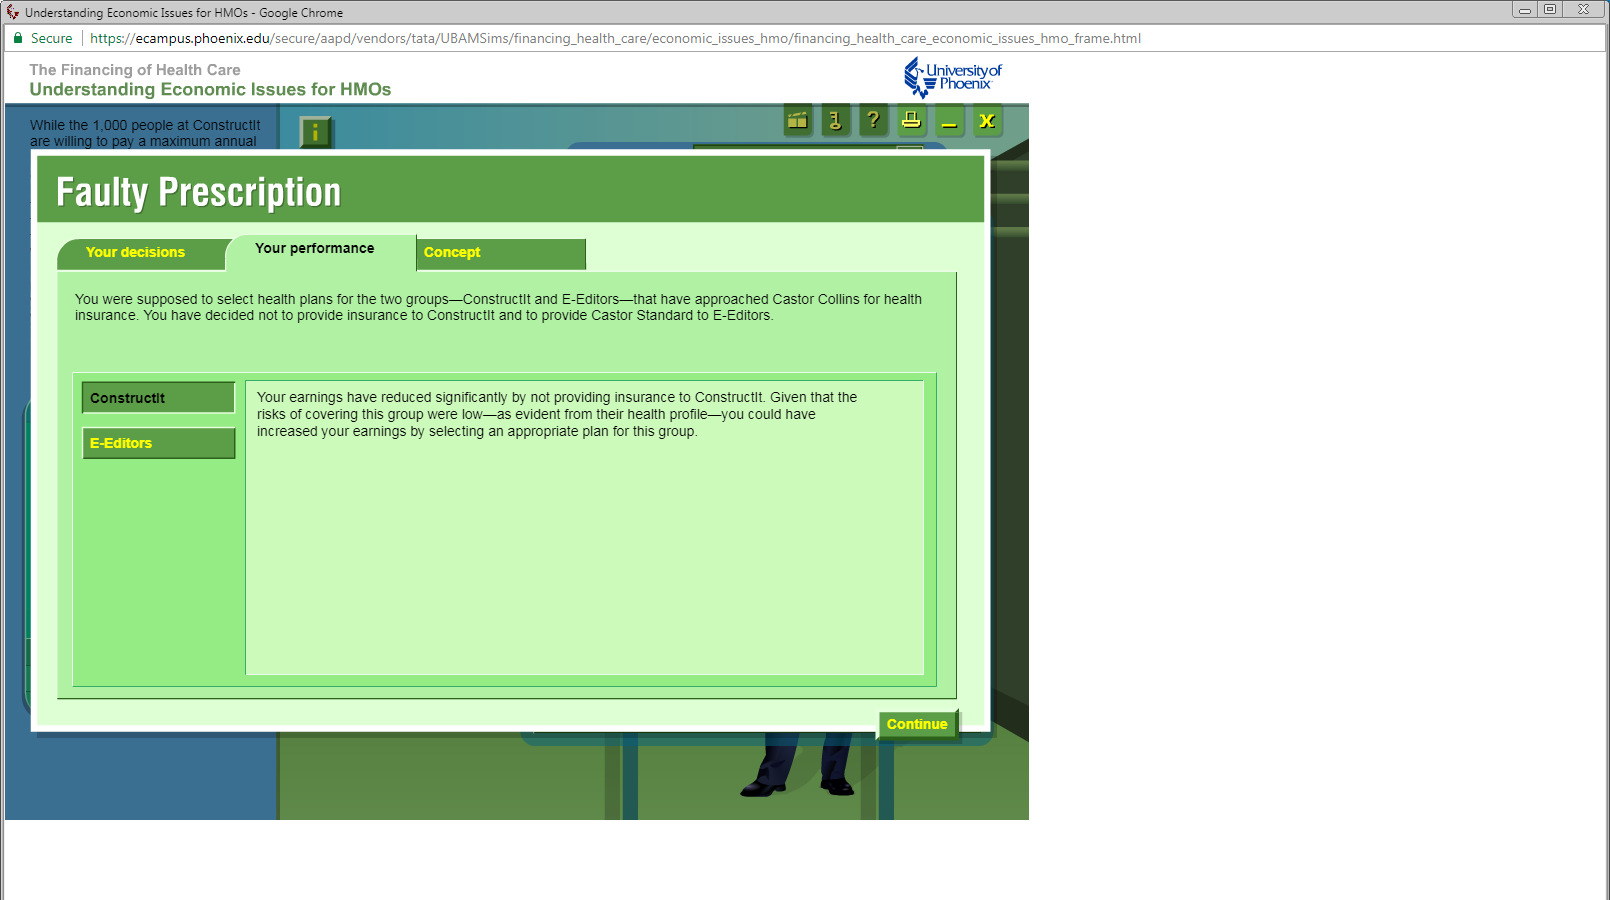 Understanding Economic Issues for HMOs - Google Chrome
Secure https://ecampus.phoenix.edu/secure/aapd/vendors/tata/UBAMSims/financing_health_care/economic_issues_hmo/financing_health_care_economic_issues_hmo_frame.html
The Financing of Health Care
Understanding Economic Issues for HMOs
University of
Phoenix
While the 1,000 people at ConstructIt
are willing to pay a maximum annual
i
? _ x
Faulty Prescription
Your decisions Your performance Concept
You were supposed to select health plans for the two groups—ConstructIt and E-Editors—that have approached Castor Collins for health
insurance. You have decided not to provide insurance to ConstructIt and to provide Castor Standard to E-Editors.
ConstructIt
E-Editors
Your earnings have reduced significantly by not providing insurance to ConstructIt. Given that the
risks of covering this group were low—as evident from their health profile—you could have
increased your earnings by selecting an appropriate plan for this group.
Continue